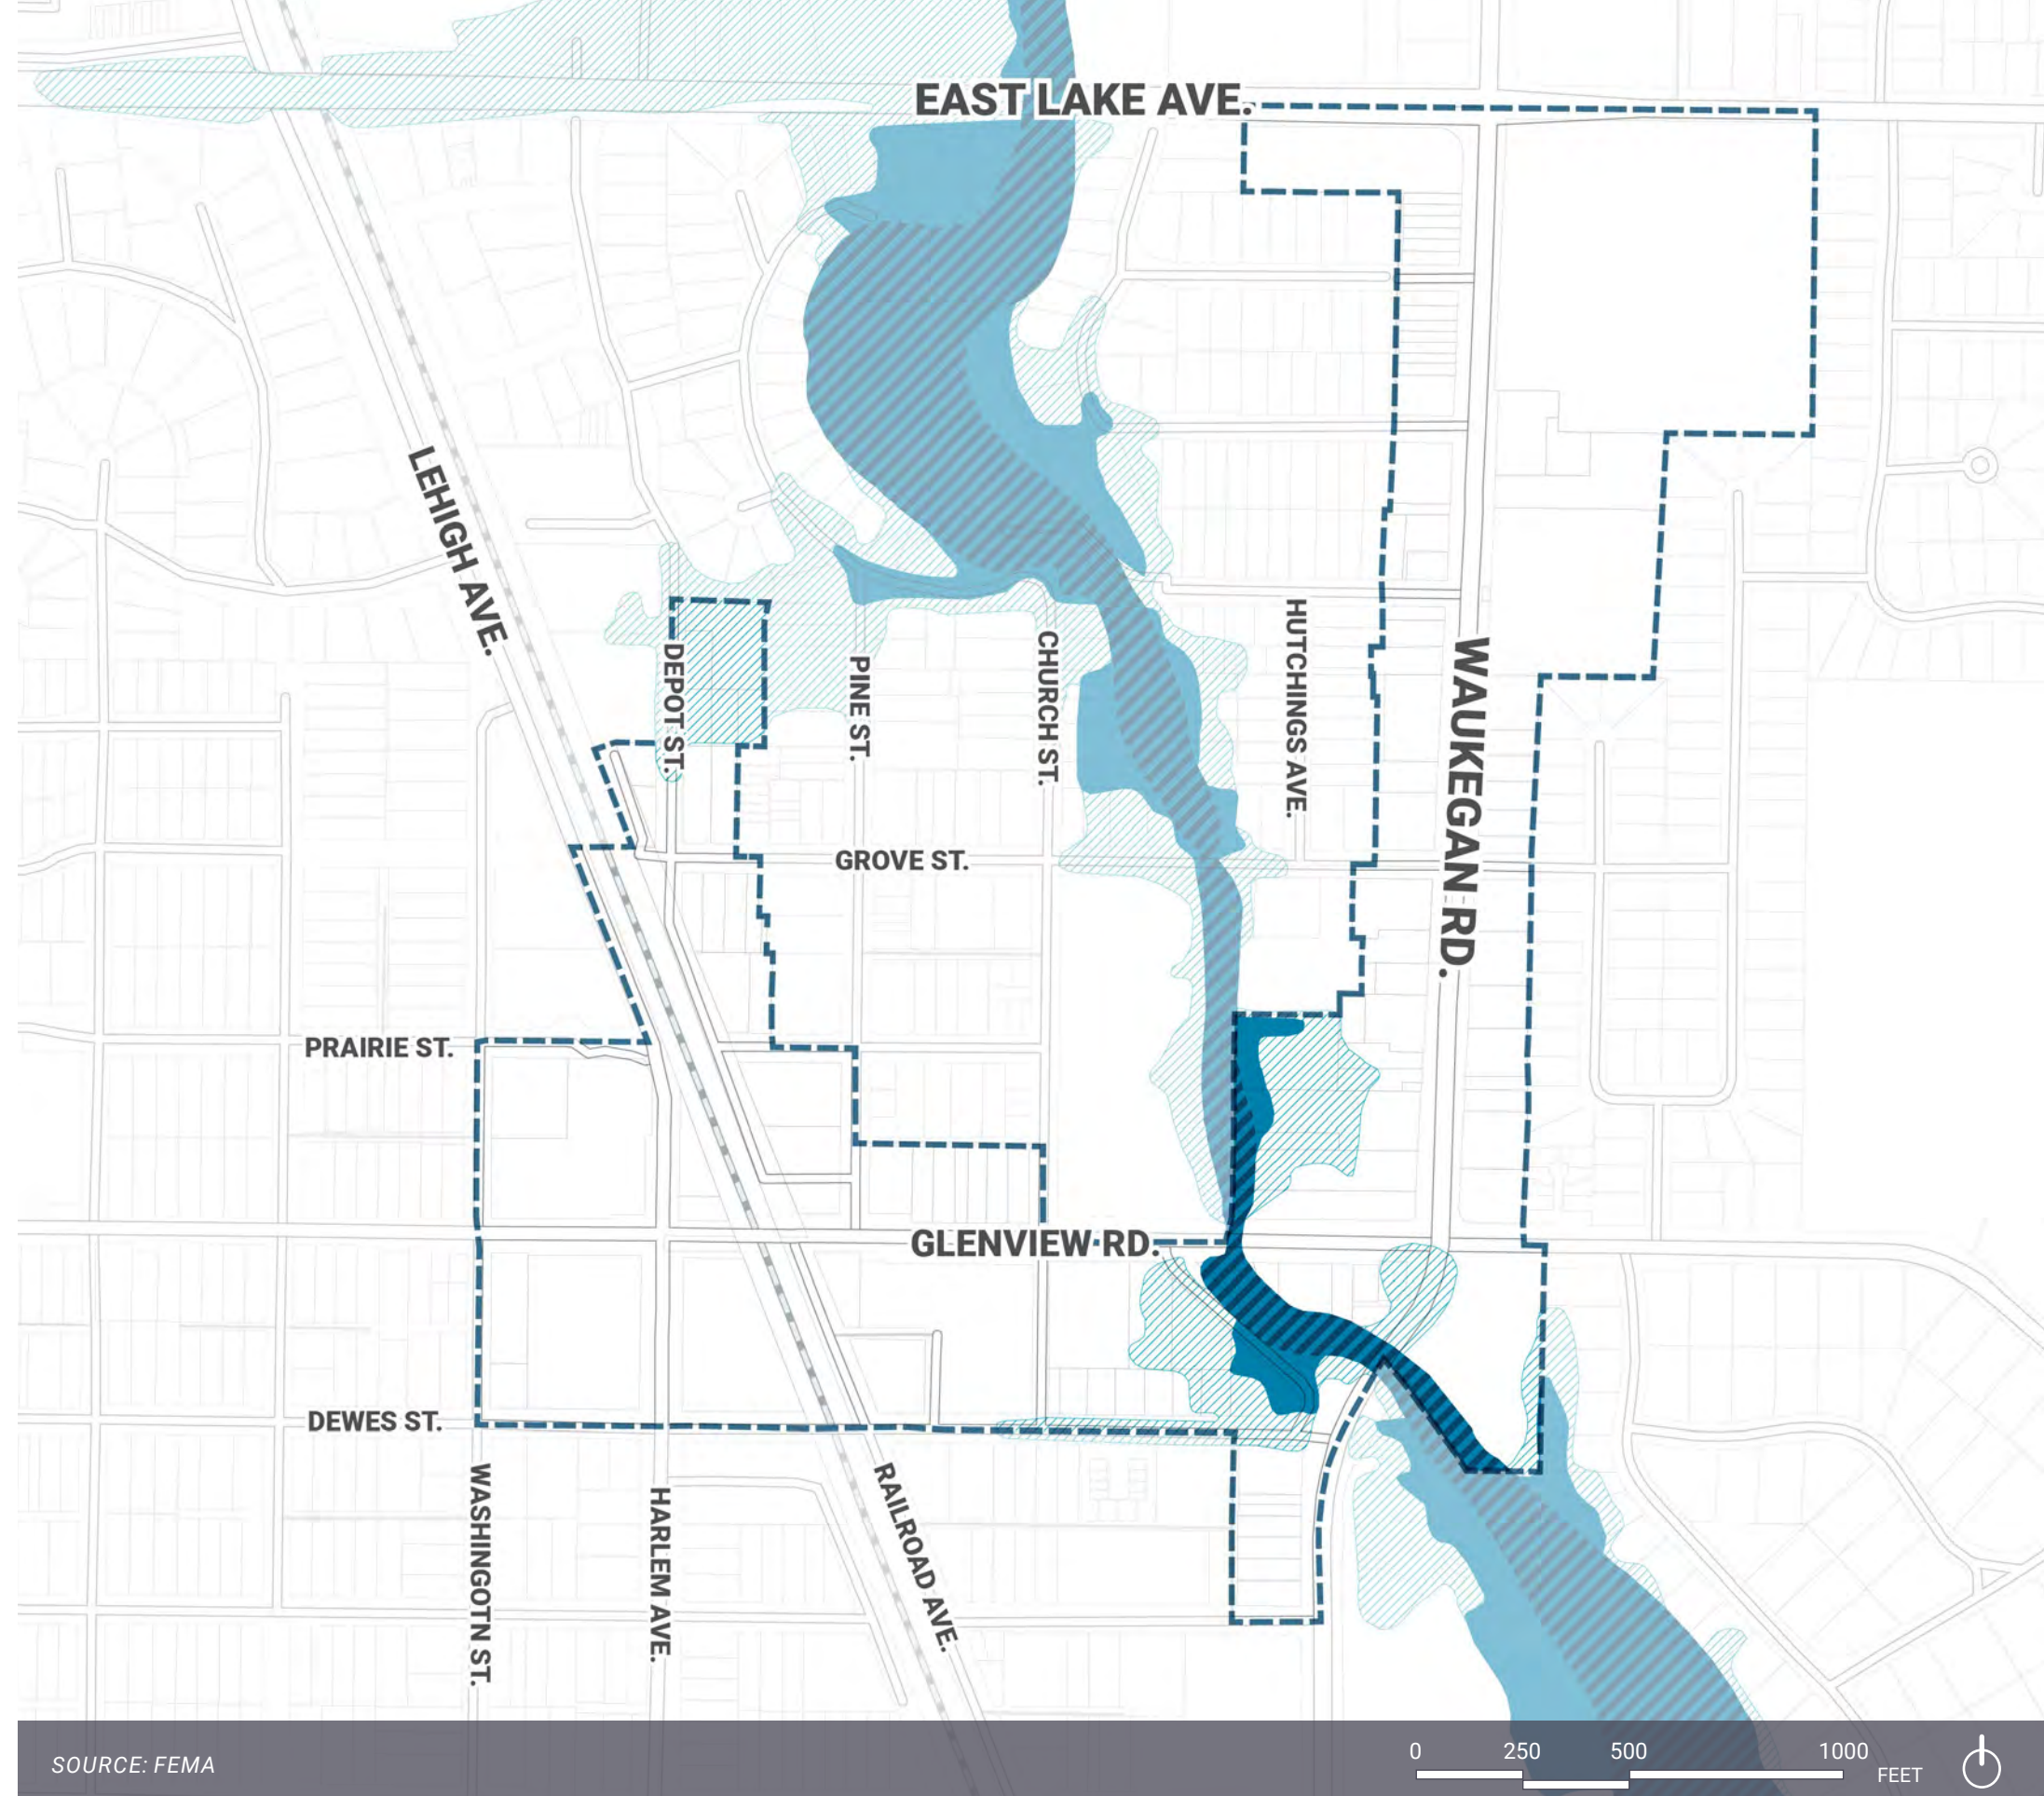 EAST LAKE AVE.
LEHIGH AVE.
DEPOT ST.
PINE ST.
CHURCH ST.
HUTCHINGS AVE.
WAUKEGAN RD.
GROVE ST.
PRAIRIE ST.
GLENVIEW RD.
DEWES ST.
WASHINGOTN ST.
HARLEM AVE.
RAILROAD AVE.
SOURCE: FEMA
0 250 500 1000
FEET